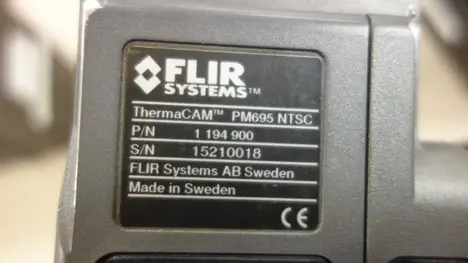 FLIR
SYSTEMS™
ThermaCAM™ PM695 NTSC
P/N 1 194 900
S/N 15210018
FLIR Systems AB Sweden
Made in Sweden
CE